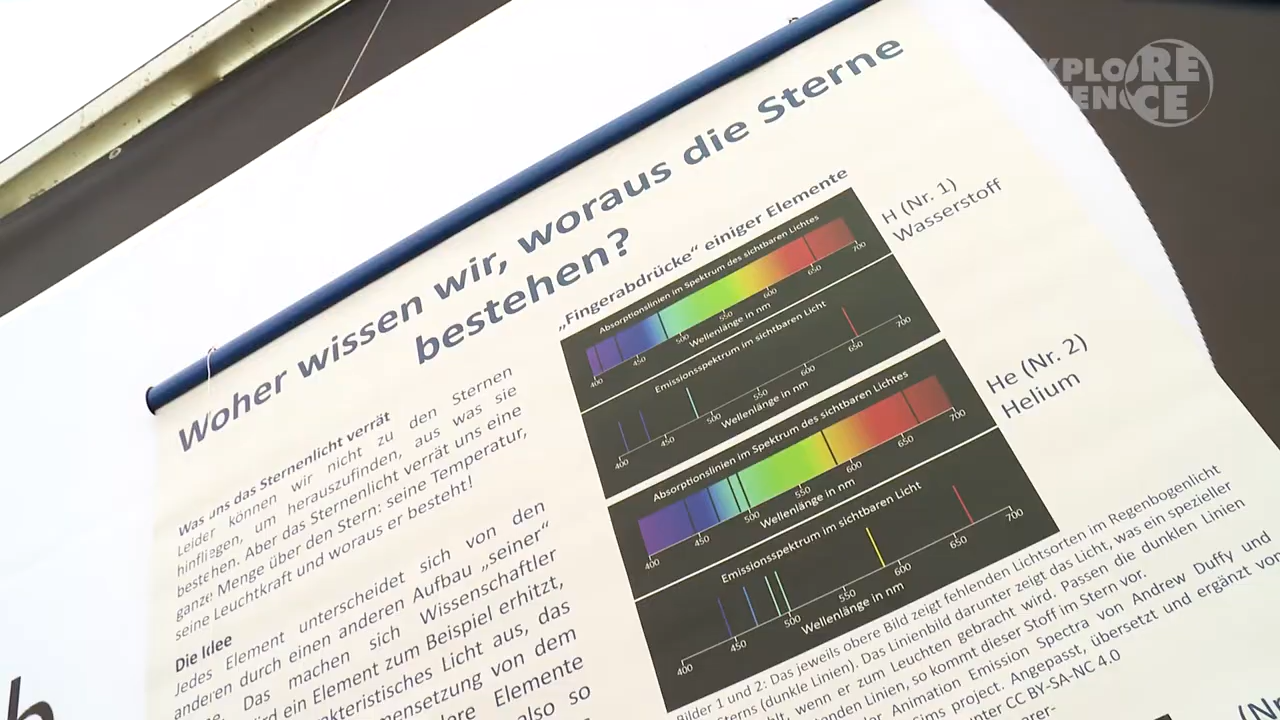 EXPLORE
SCIENCE
Woher wissen wir, woraus die Sterne
bestehen?
Was uns das Sternenlicht verrät
Leider können wir nicht zu den Sternen
hinfliegen, um herauszufinden, aus was sie
bestehen. Aber das Sternenlicht verrät uns eine
ganze Menge über den Stern: seine Temperatur,
seine Leuchtkraft und woraus er besteht!
Die Idee
Jedes Element unterscheidet sich von den
anderen durch einen anderen Aufbau „seiner“
Das machen sich Wissenschaftler
ein Element zum Beispiel erhitzt,
Licht aus, das
von dem
Elemente
also so
„Fingerabdrücke“ einiger Elemente
Absorptionslinien im Spektrum des sichtbaren Lichtes
400 450 500 550 600 650 700
Wellenlänge in nm
Emissionsspektrum im sichtbaren Licht
400 450 500 550 600 650 700
Wellenlänge in nm
H (Nr. 1)
Wasserstoff
Absorptionslinien im Spektrum des sichtbaren Lichtes
400 450 500 550 600 650 700
Wellenlänge in nm
Emissionsspektrum im sichtbaren Licht
400 450 500 550 600 650 700
Wellenlänge in nm
He (Nr. 2)
Helium
Bilder 1 und 2: Das jeweils obere Bild zeigt fehlenden Lichtsorten im Regenbogenlicht
Sterns (dunkle Linien). Das Linienbild darunter zeigt das Licht, was ein spezieller
wenn er zum Leuchten gebracht wird. Passen die dunklen Linien
Linien, so kommt dieser Stoff im Stern vor.
Animation Emission Spectra von Andrew Duffy und
project. Angepasst, übersetzt und ergänzt von
unter CC BY-SA-NC 4.0